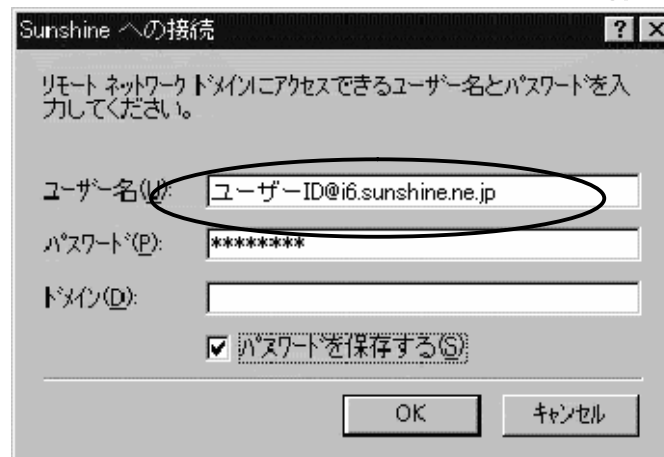 Sunshine への接続
リモート ネットワーク ドメインにアクセスできるユーザー名とパスワードを入
力してください。
ユーザー名(U): ユーザーID@i6.sunshine.ne.jp
パスワード(P): ********
ドメイン(D):
パスワードを保存する(S)
OK キャンセル